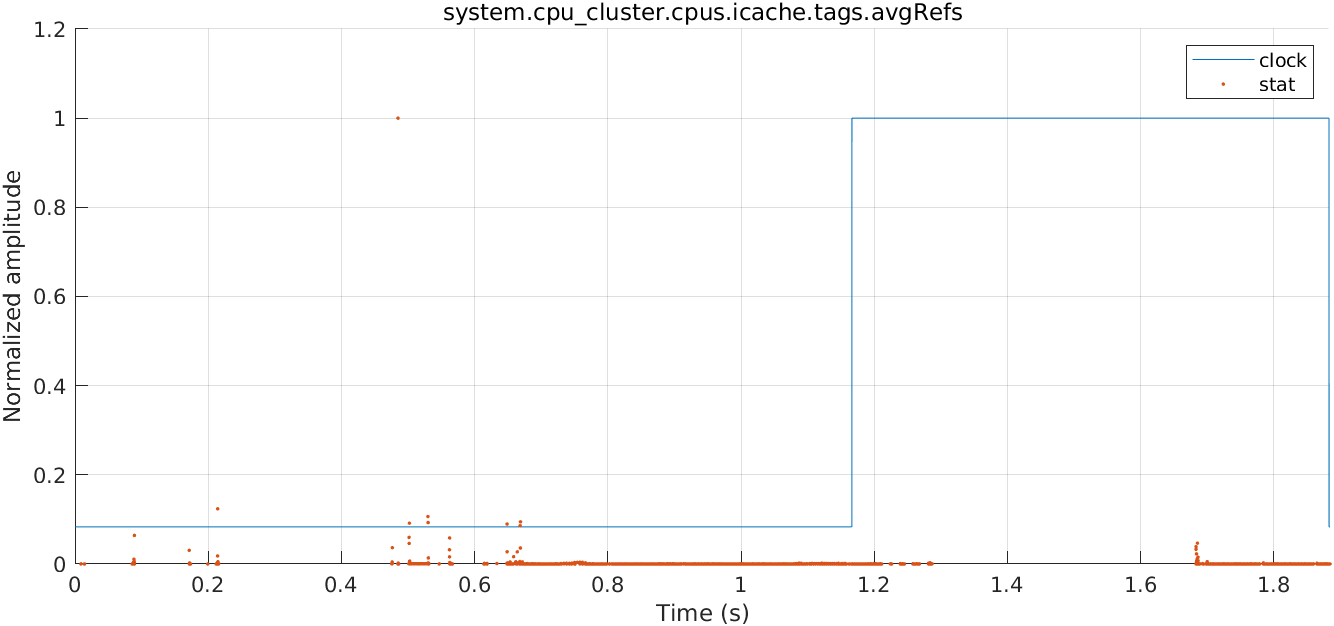 system.cpu_cluster.cpus.icache.tags.avgRefs
1.2
1
0.8
0.6
0.4
0.2
0
Normalized amplitude
clock
stat
0 0.2 0.4 0.6 0.8 1 1.2 1.4 1.6 1.8
Time (s)